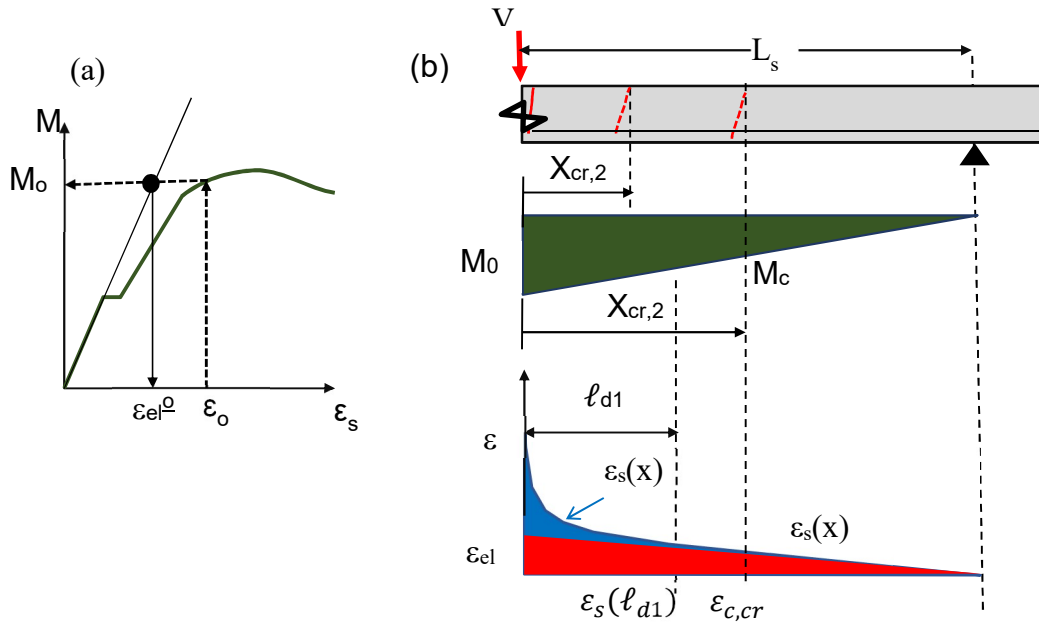 (a)
M
Mo
εel o
εo
εs
(b)
V
Ls
Xcr,2
M0
Mc
Xcr,2
ℓd1
ε
εs(x)
εs(x)
εel
εs(ℓd1)
εc,cr